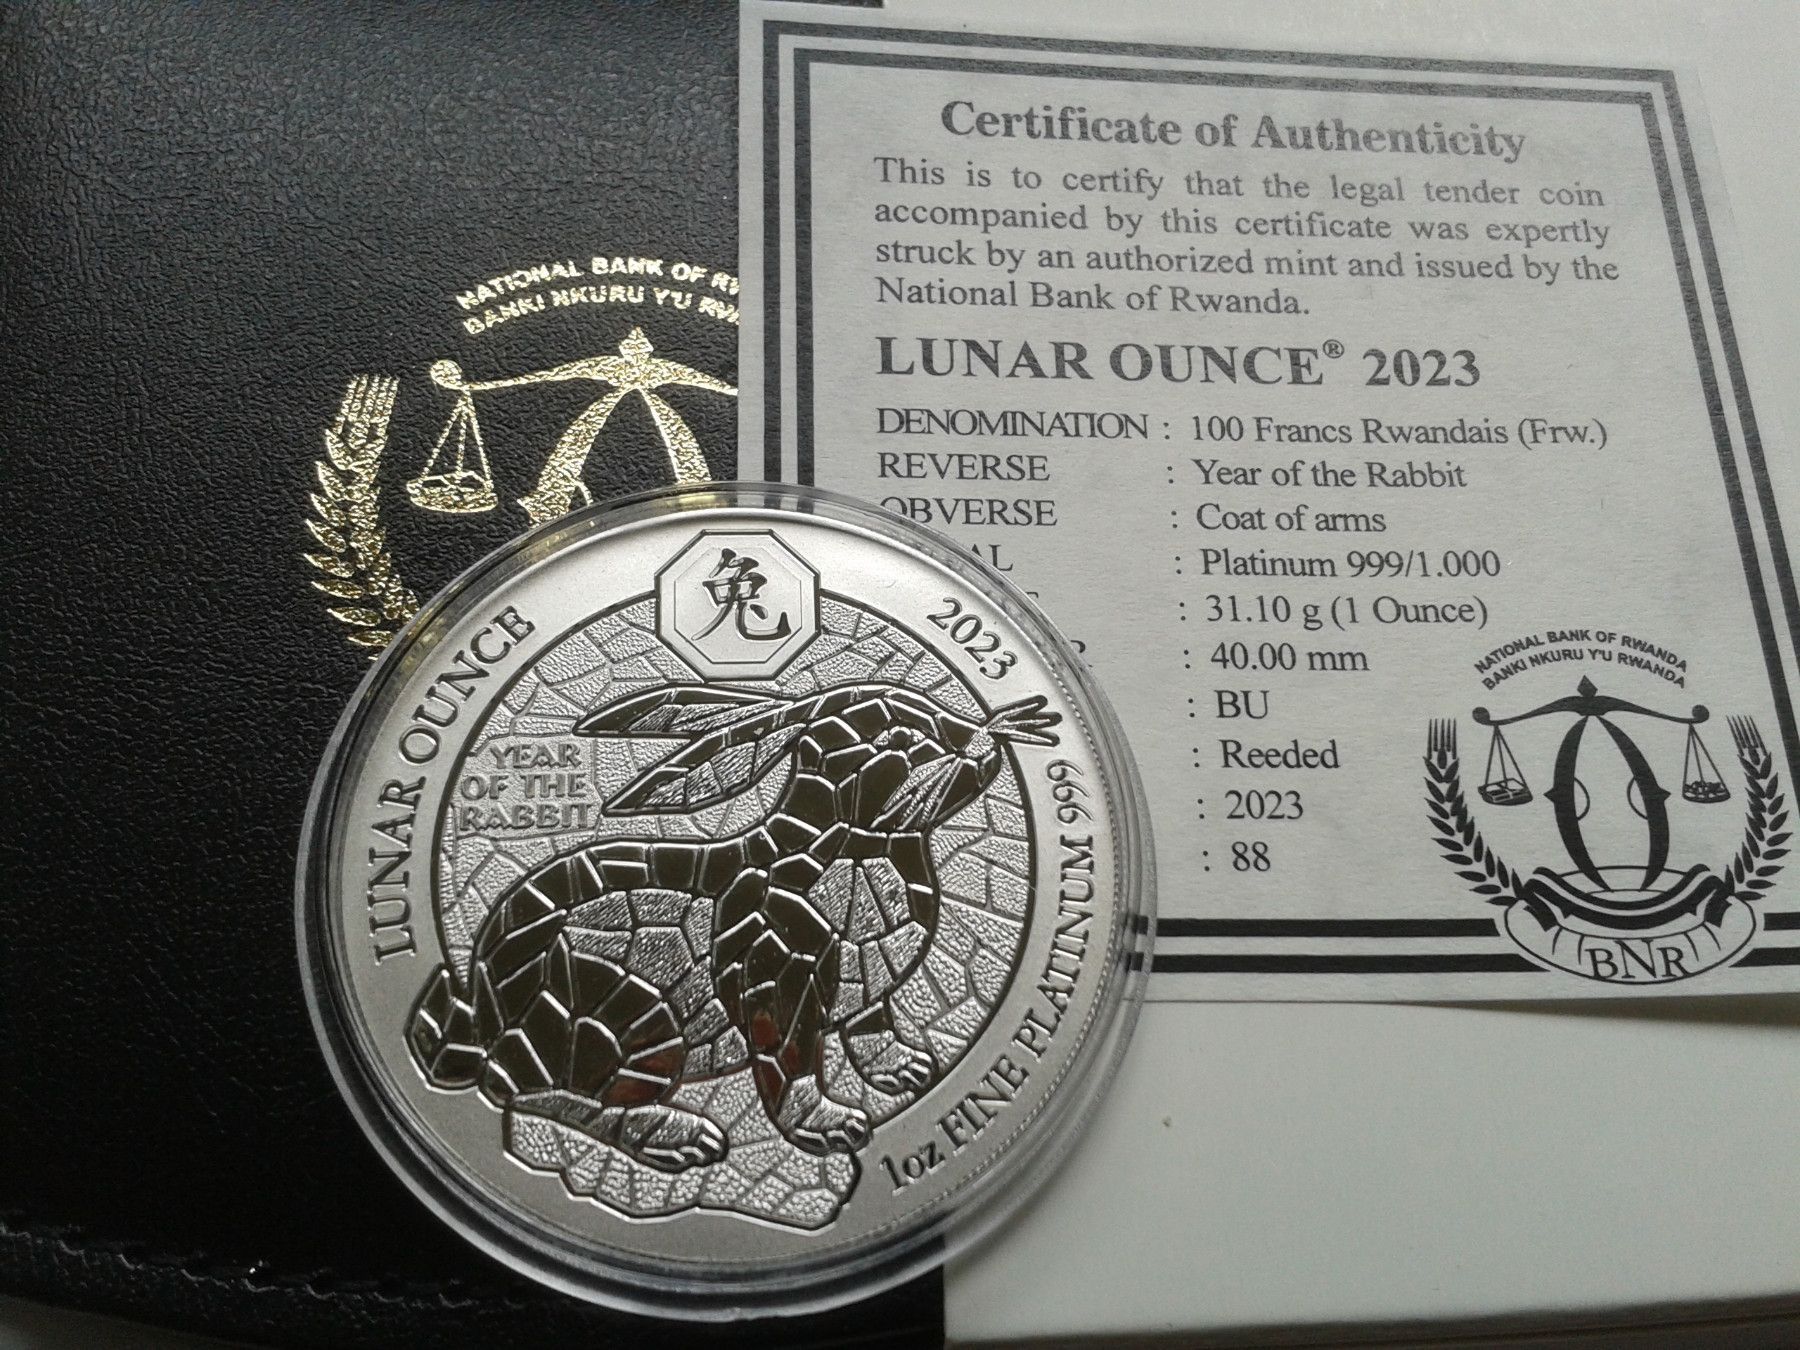 Certificate of Authenticity
This is to certify that the legal tender coin
accompanied by this certificate was expertly
struck by an authorized mint and issued by the
National Bank of Rwanda.
LUNAR OUNCE® 2023
DENOMINATION : 100 Francs Rwandais (Frw.)
REVERSE : Year of the Rabbit
OBVERSE : Coat of arms
: Platinum 999/1.000
: 31.10 g (1 Ounce)
: 40.00 mm
: BU
: Reeded
: 2023
: 88
NATIONAL BANK OF RWANDA
BANKI NKURU Y'U RWANDA
BNR
NATIONAL BANK OF
BANKI NKURU Y'U
兔
LUNAR OUNCE
2023
YEAR
OF THE
RABBIT
1oz FINE PLATINUM 999